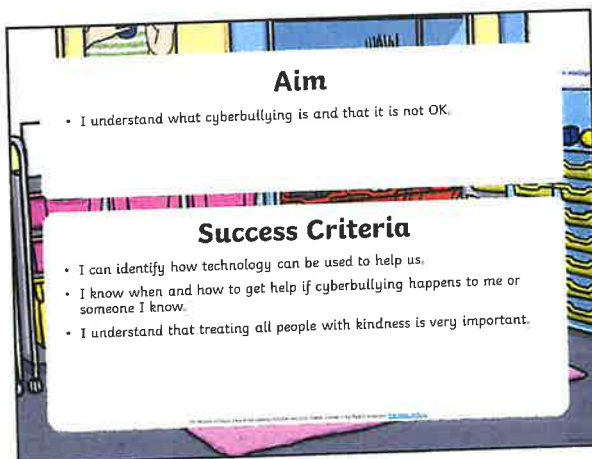 Aim
• I understand what cyberbullying is and that it is not OK.
Success Criteria
• I can identify how technology can be used to help us.
• I know when and how to get help if cyberbullying happens to me or
someone I know.
• I understand that treating all people with kindness is very important.